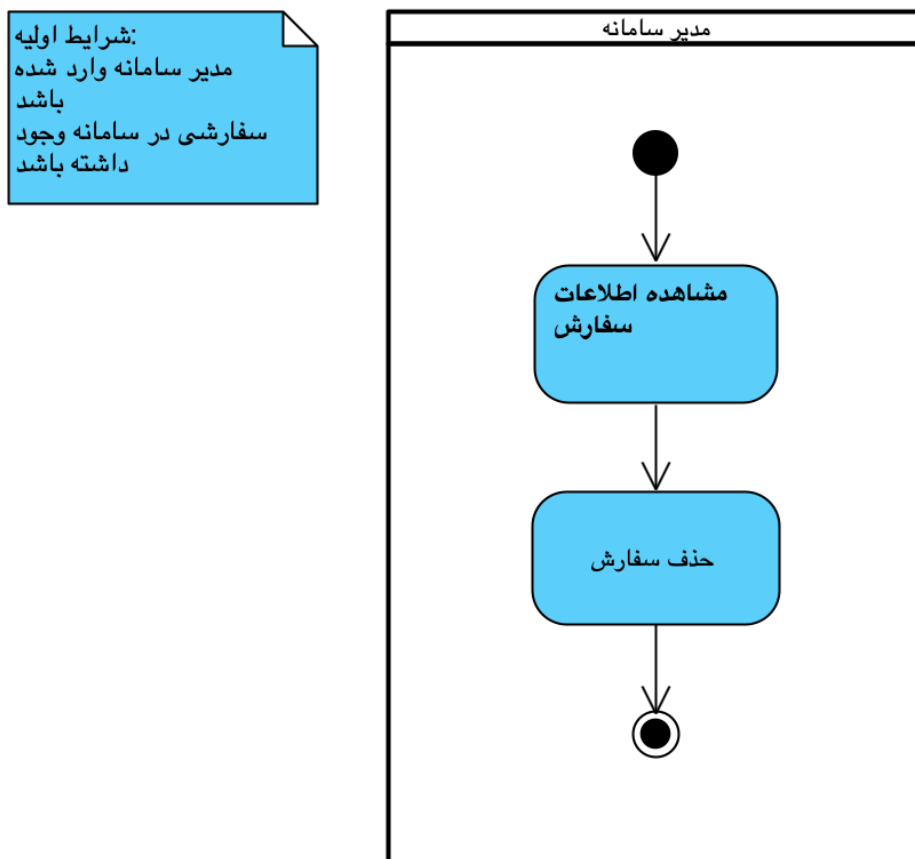 شرایط اولیه:
مدیر سامانه وارد شده
باشد
سفارشی در سامانه وجود
داشته باشد
مدیر سامانه
مشاهده اطلاعات
سفارش
حذف سفارش